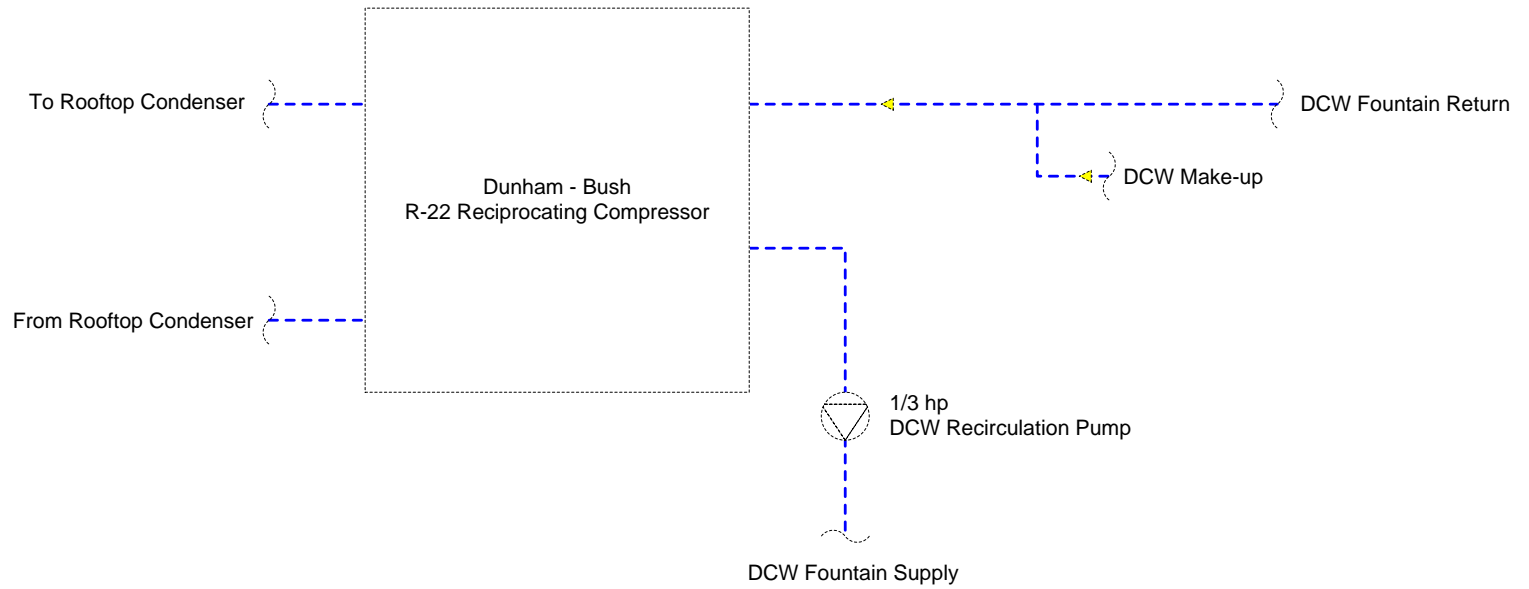 To Rooftop Condenser
DCW Fountain Return
DCW Make-up
Dunham - Bush
R-22 Reciprocating Compressor
From Rooftop Condenser
1/3 hp
DCW Recirculation Pump
DCW Fountain Supply